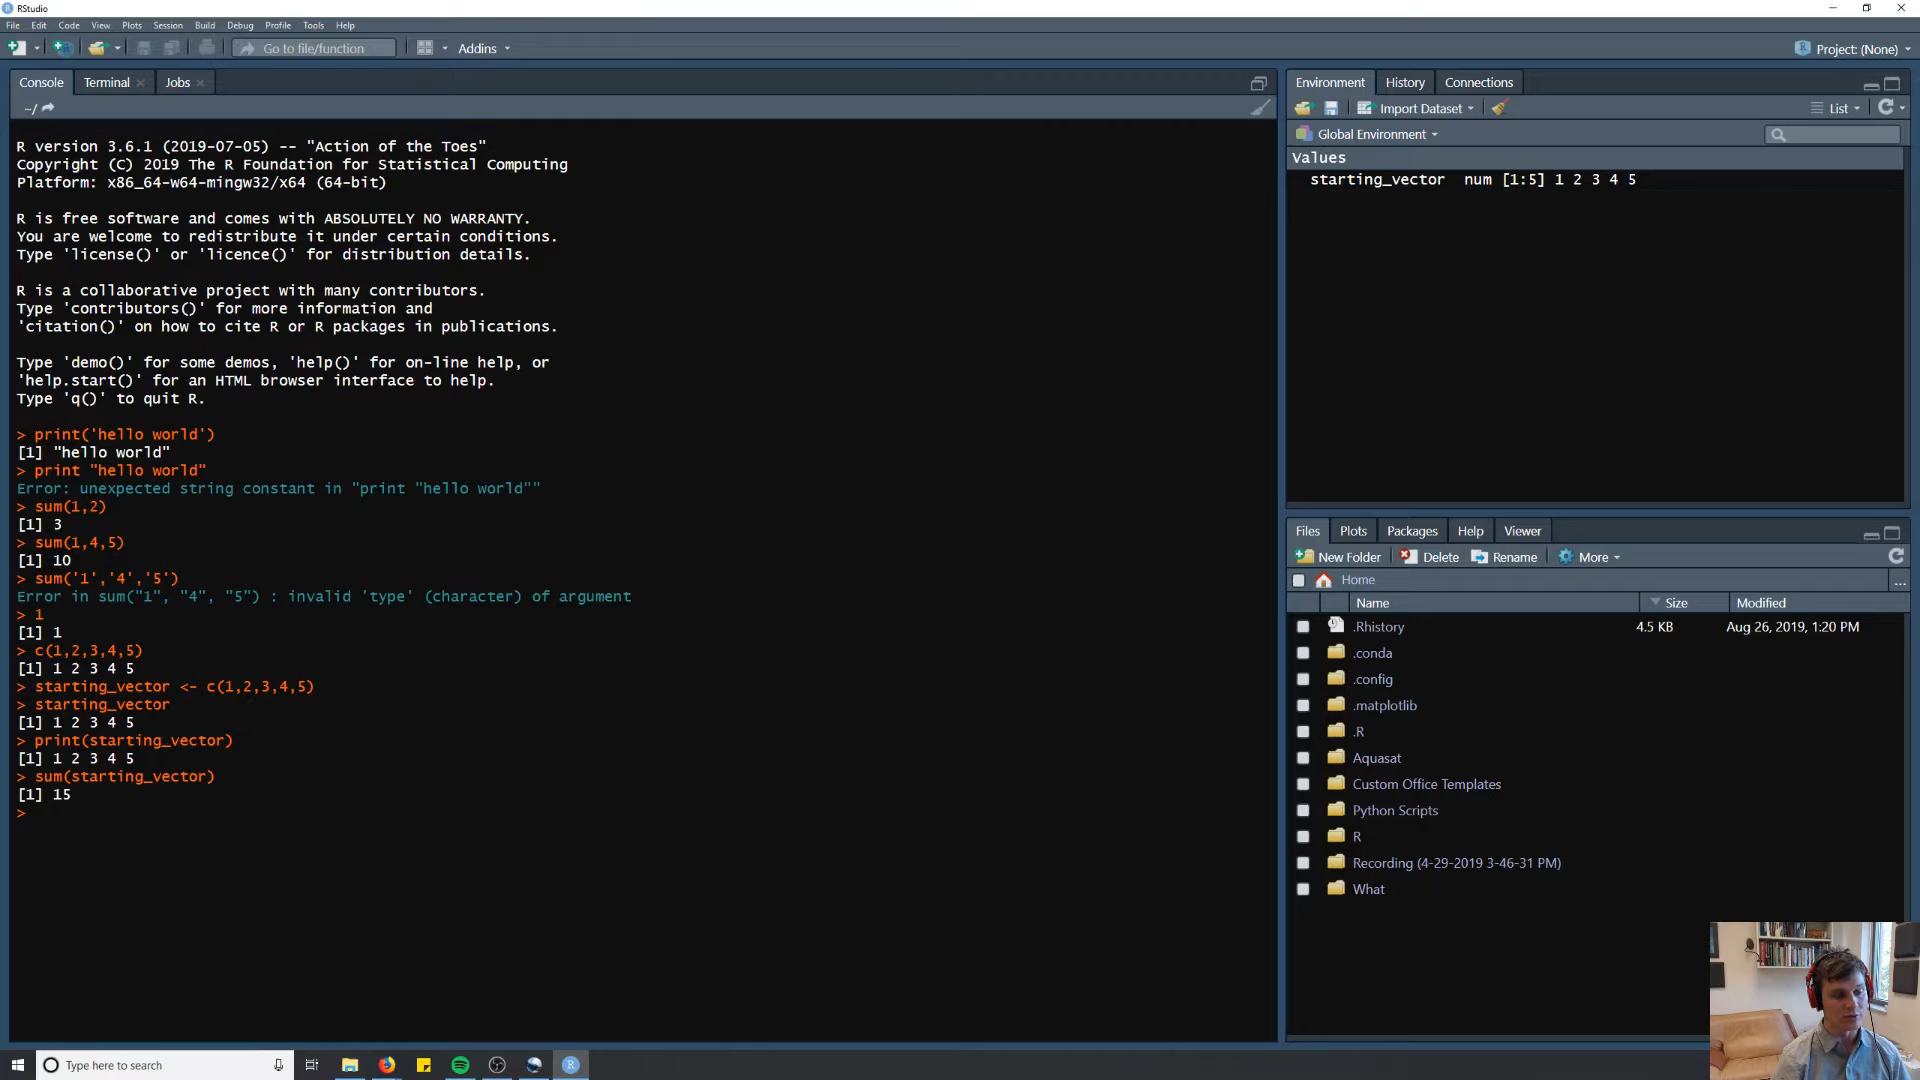 RStudio
File Edit Code View Plots Session Build Debug Profile Tools Help
Go to file/function Addins Project: (None)
Console Terminal Jobs
~/
R version 3.6.1 (2019-07-05) -- "Action of the Toes"
Copyright (C) 2019 The R Foundation for Statistical Computing
Platform: x86_64-w64-mingw32/x64 (64-bit)
R is free software and comes with ABSOLUTELY NO WARRANTY.
You are welcome to redistribute it under certain conditions.
Type 'license()' or 'licence()' for distribution details.
R is a collaborative project with many contributors.
Type 'contributors()' for more information and
'citation()' on how to cite R or R packages in publications.
Type 'demo()' for some demos, 'help()' for on-line help, or
'help.start()' for an HTML browser interface to help.
Type 'q()' to quit R.
> print('hello world')
[1] "hello world"
> print "hello world"
Error: unexpected string constant in "print "hello world""
> sum(1,2)
[1] 3
> sum(1,4,5)
[1] 10
> sum('1','4','5')
Error in sum("1", "4", "5") : invalid 'type' (character) of argument
> 1
[1] 1
> c(1,2,3,4,5)
[1] 1 2 3 4 5
> starting_vector <- c(1,2,3,4,5)
> starting_vector
[1] 1 2 3 4 5
> print(starting_vector)
[1] 1 2 3 4 5
> sum(starting_vector)
[1] 15
>
Environment History Connections
Import Dataset List
Global Environment
Values
starting_vector num [1:5] 1 2 3 4 5
Files Plots Packages Help Viewer
New Folder Delete Rename More
Home ...
Name Size Modified
.Rhistory 4.5 KB Aug 26, 2019, 1:20 PM
.conda
.config
.matplotlib
.R
Aquasat
Custom Office Templates
Python Scripts
R
Recording (4-29-2019 3-46-31 PM)
What
Type here to search